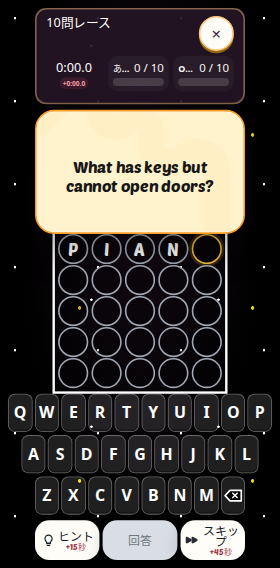 10問レース
×
0:00.0
+0:00.0
あ... 0 / 10
o... 0 / 10
What has keys but
cannot open doors?
P I A N
Q W E R T Y U I O P
A S D F G H J K L
Z X C V B N M
ヒント
+15秒
回答
スキッ
プ
+45秒